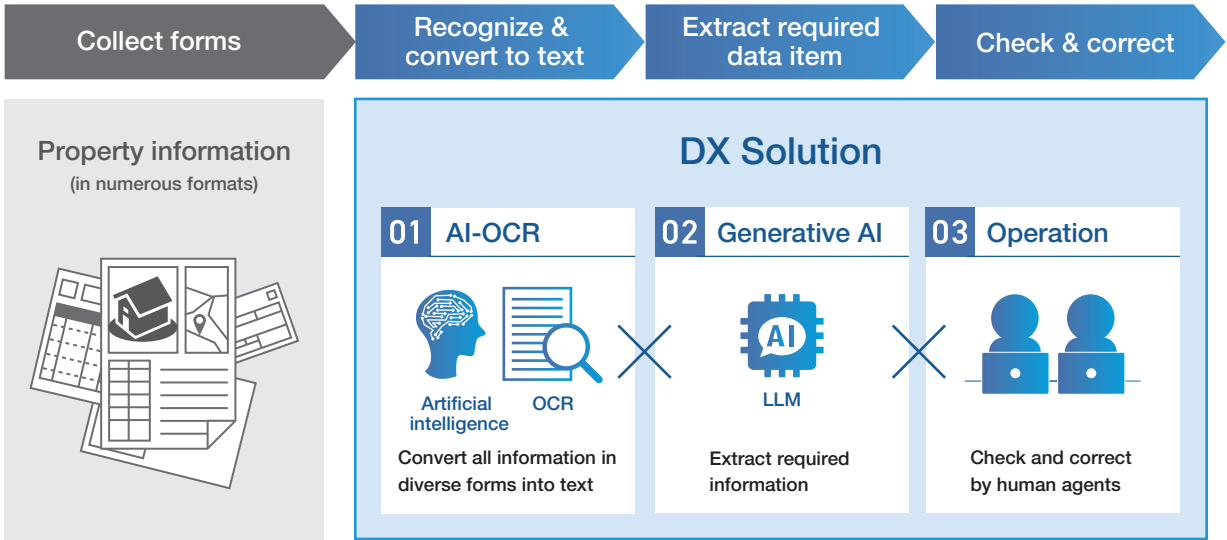 Collect forms
Recognize &
convert to text
Extract required
data item
Check & correct
Property information
(in numerous formats)
DX Solution
01 AI-OCR
Artificial
intelligence
OCR
Convert all information in
diverse forms into text
02 Generative AI
AI
LLM
Extract required
information
03 Operation
Check and correct
by human agents